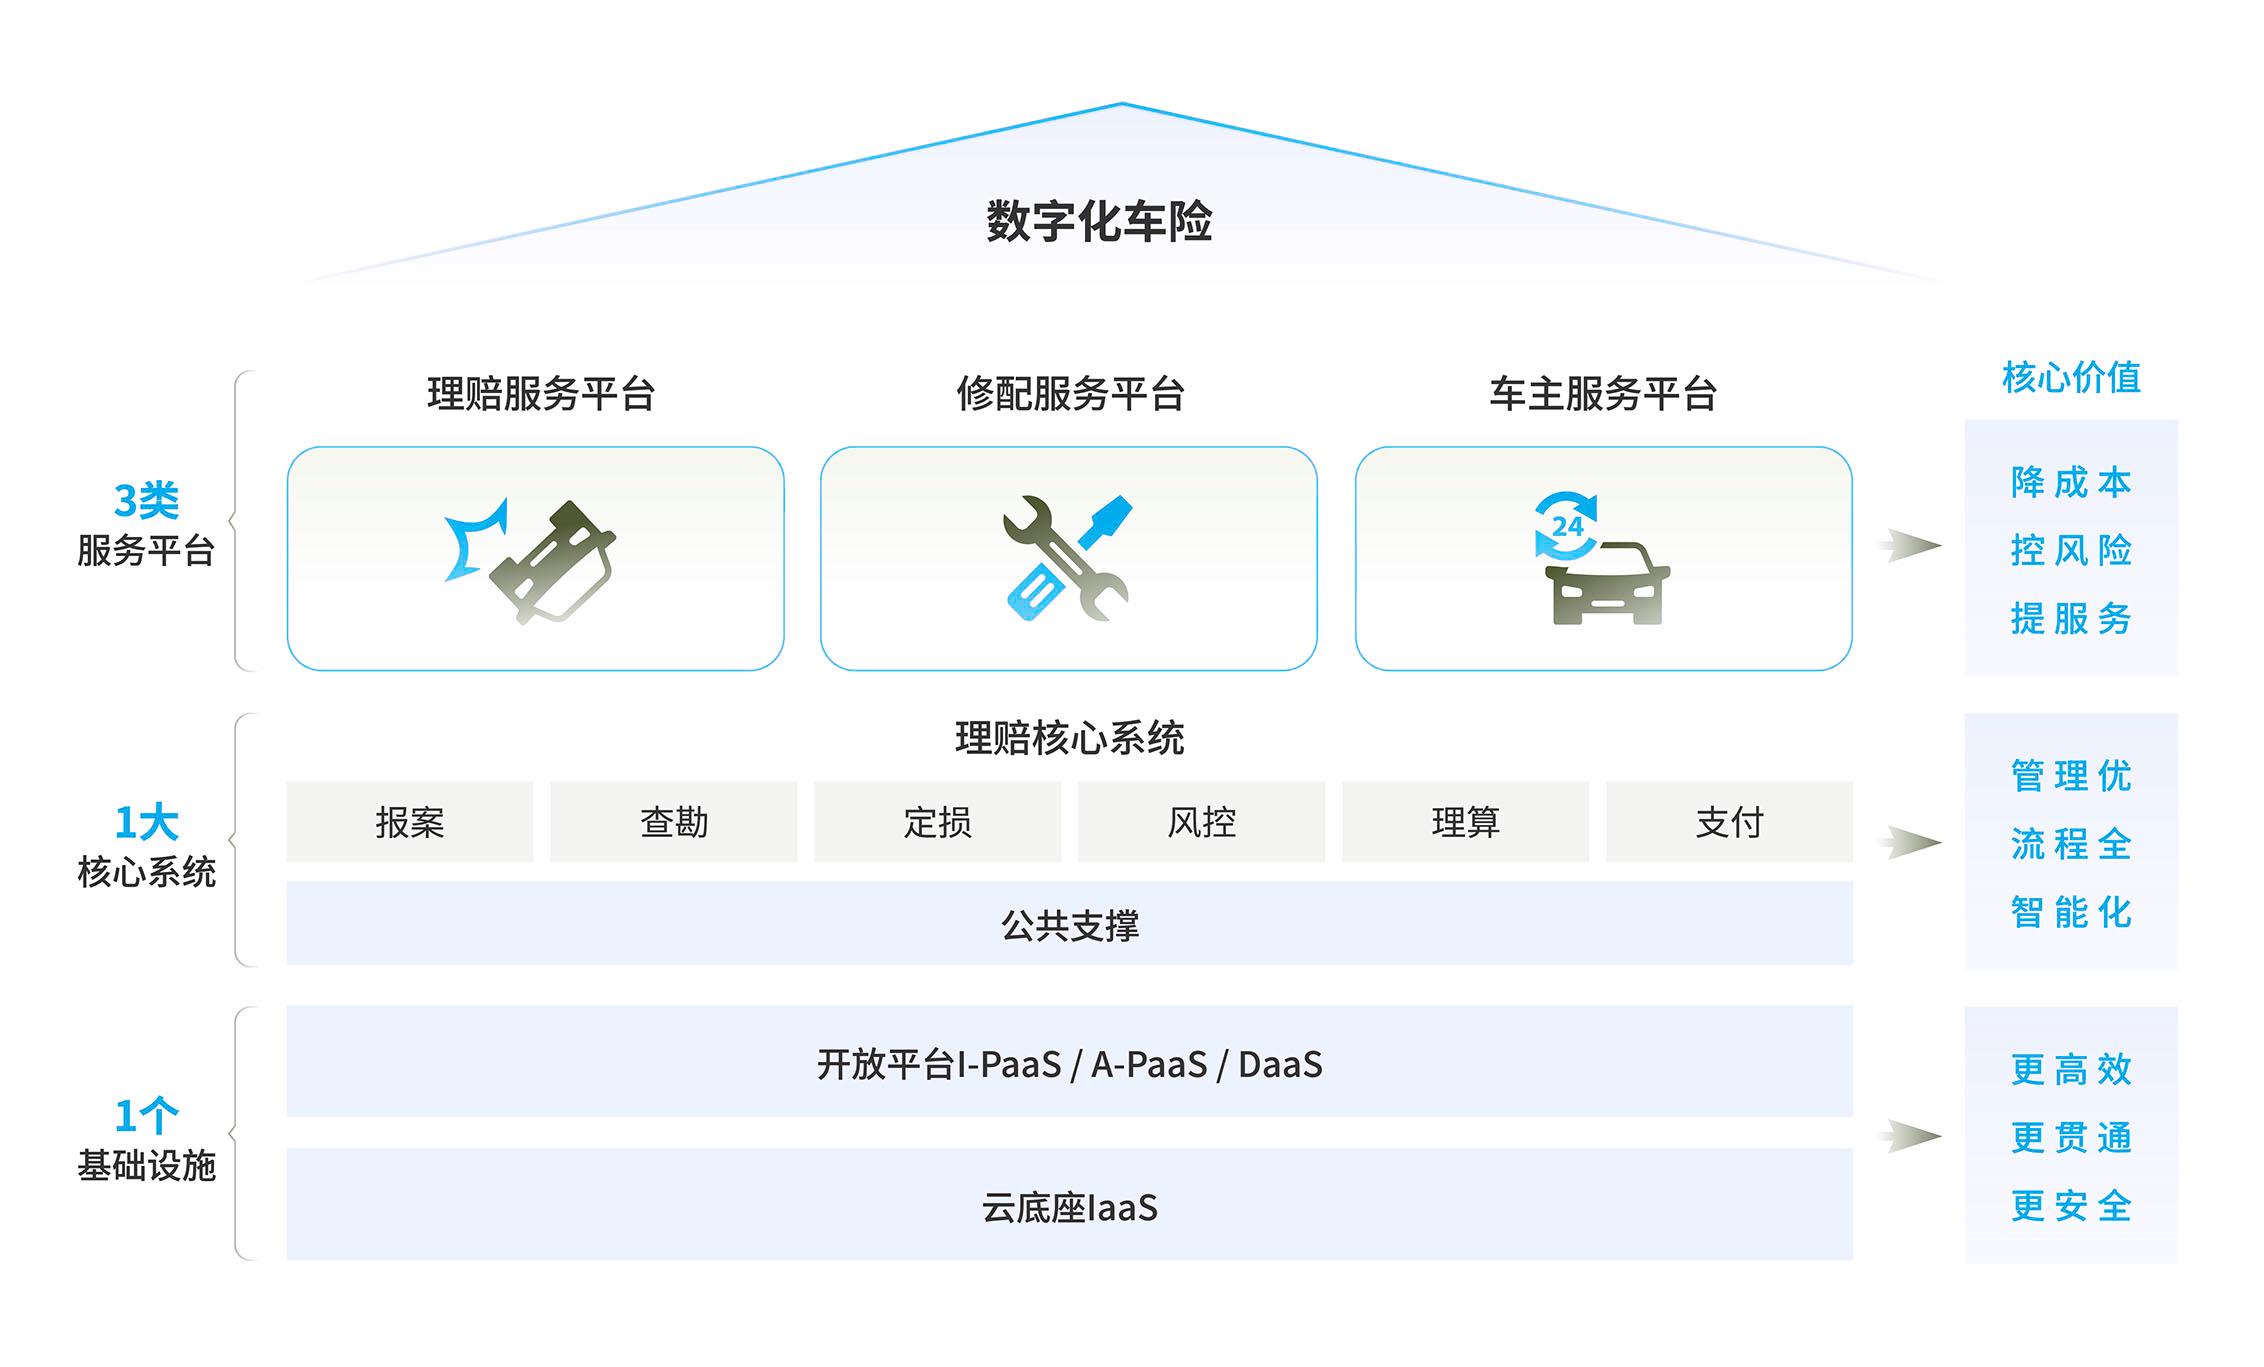 数字化车险
3类
服务平台
理赔服务平台
修配服务平台
车主服务平台
24
核心价值
降成本
控风险
提服务
1大
核心系统
理赔核心系统
报案
查勘
定损
风控
理算
支付
公共支撑
管理优
流程全
智能化
1个
基础设施
开放平台I-PaaS / A-PaaS / DaaS
云底座IaaS
更高效
更贯通
更安全